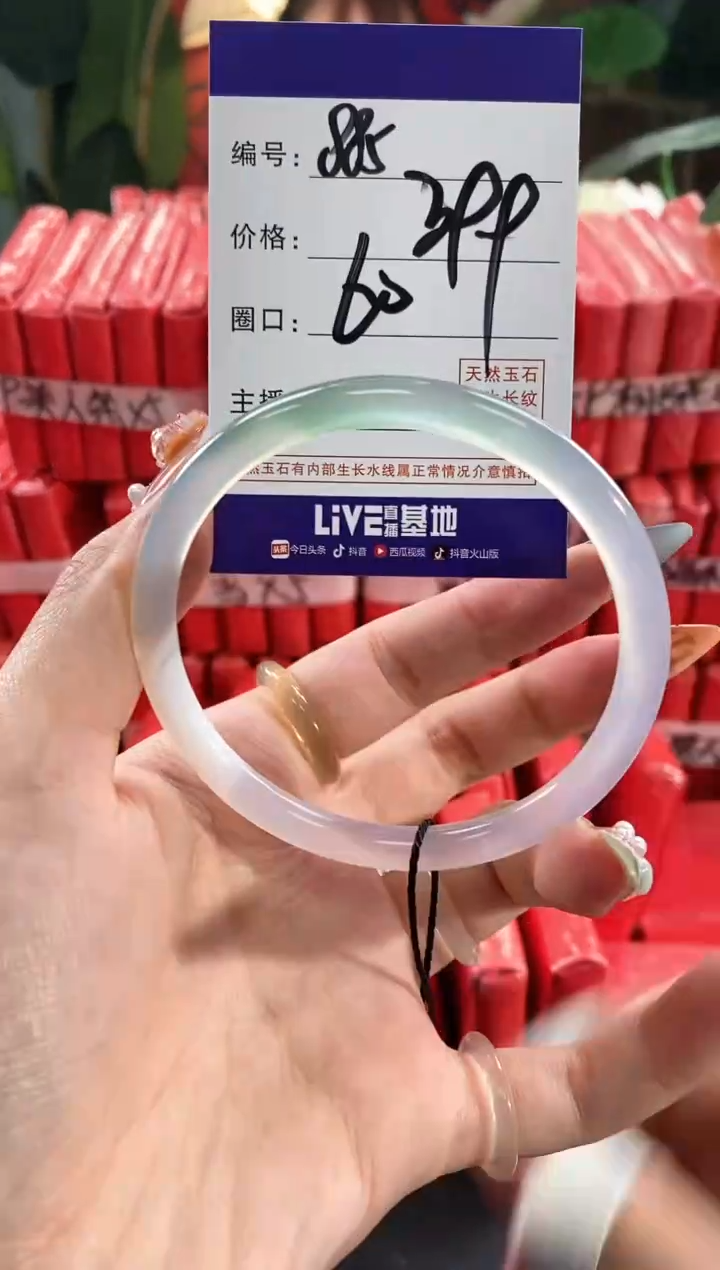 编号: 885
价格: 399
圈口: 60
主播
天然玉石
生长纹
然玉石有内部生长水线属正常情况介意慎拍
LiVE直播基地
头条 今日头条 抖音 西瓜视频 抖音火山版